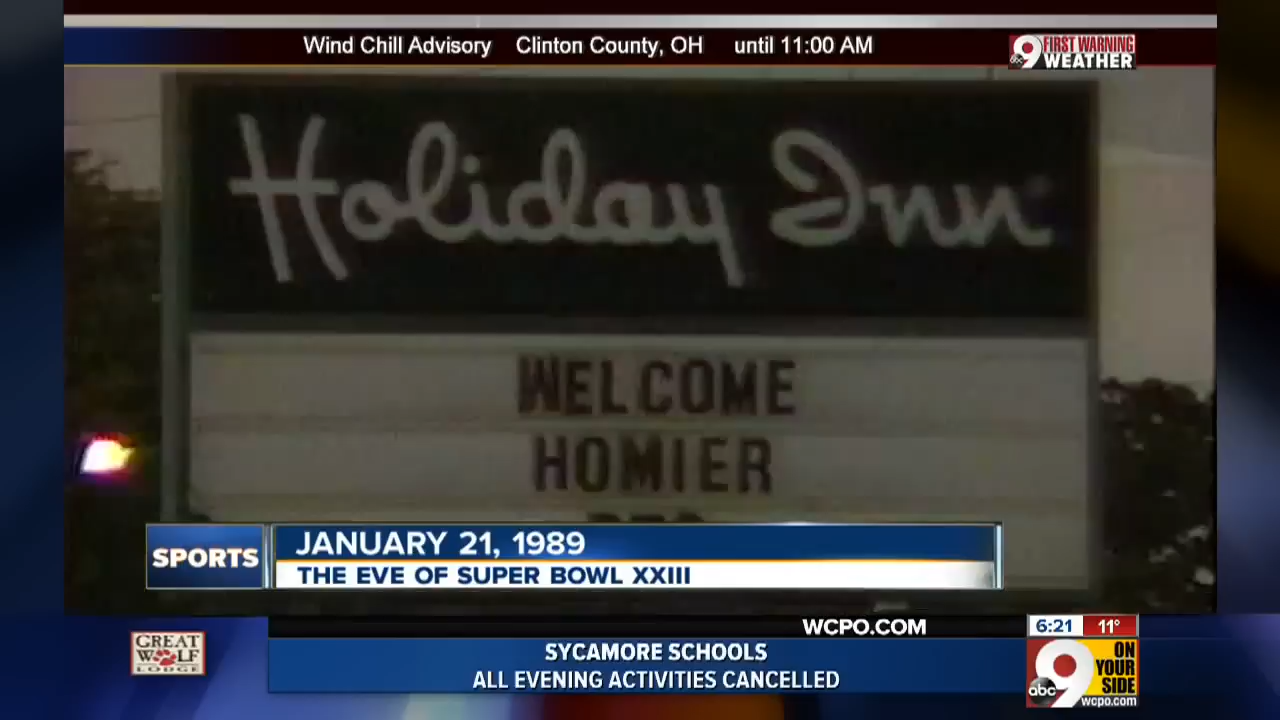 Wind Chill Advisory Clinton County, OH until 11:00 AM
abc 9 FIRST WARNING
WEATHER
Holiday Inn
WELCOME
HOMIER
SPORTS
JANUARY 21, 1989
THE EVE OF SUPER BOWL XXIII
WCPO.COM
6:21 11°
GREAT
WOLF
LODGE
SYCAMORE SCHOOLS
ALL EVENING ACTIVITIES CANCELLED
abc 9 ON
YOUR
SIDE
wcpo.com